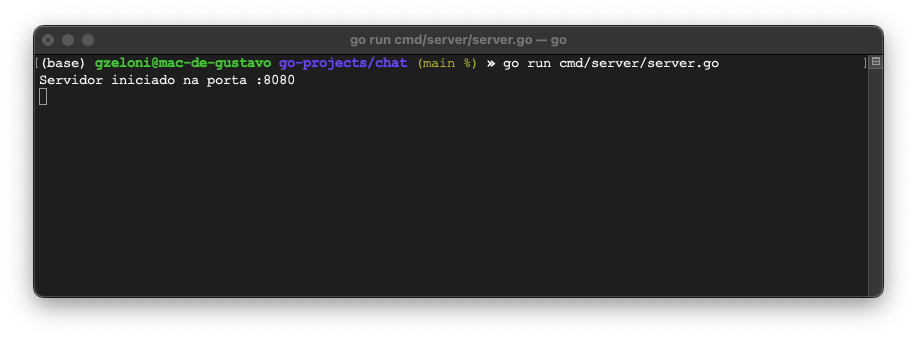 go run cmd/server/server.go — go
[(base) gzeloni@mac-de-gustavo go-projects/chat (main %) » go run cmd/server/server.go ]
Servidor iniciado na porta :8080